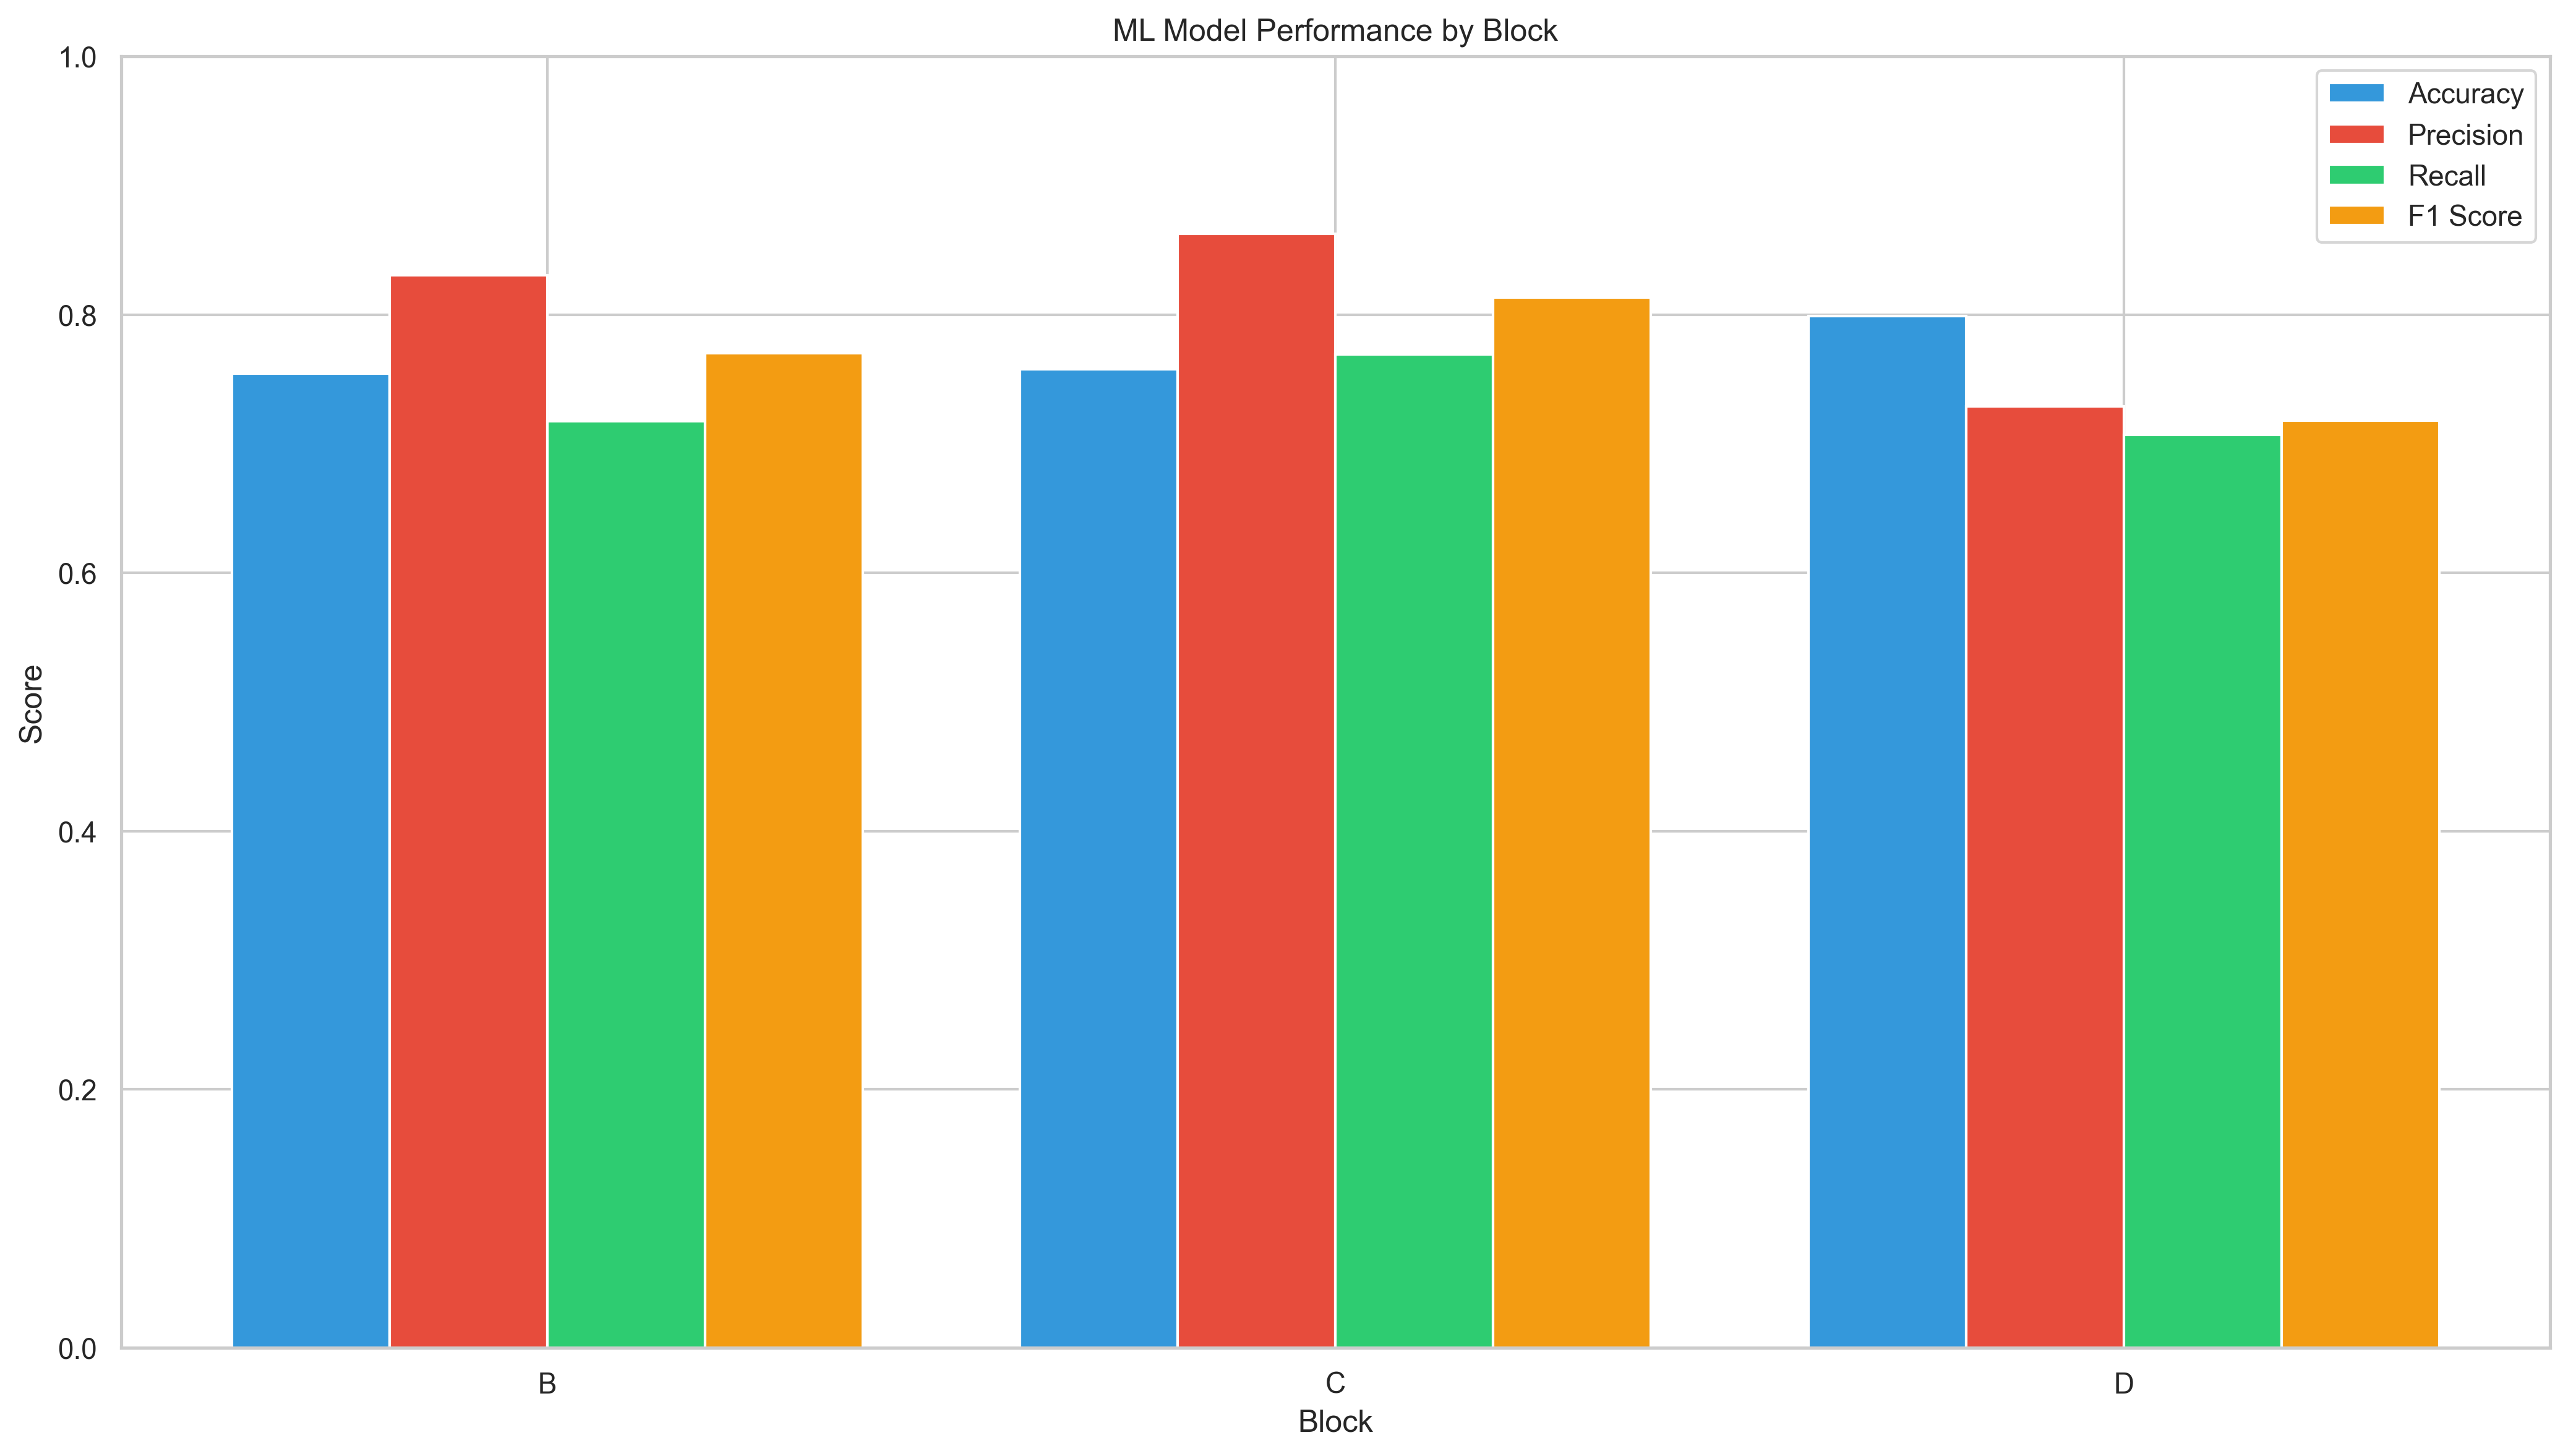 ML Model Performance by Block
1.0
0.8
0.6
0.4
0.2
0.0
Score
Accuracy
Precision
Recall
F1 Score
B
C
D
Block